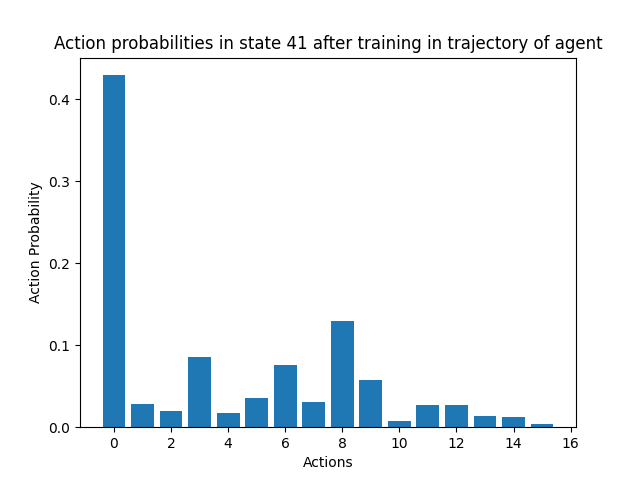 Action probabilities in state 41 after training in trajectory of agent
0.4
0.3
0.2
0.1
0.0
Action Probability
0 2 4 6 8 10 12 14 16
Actions